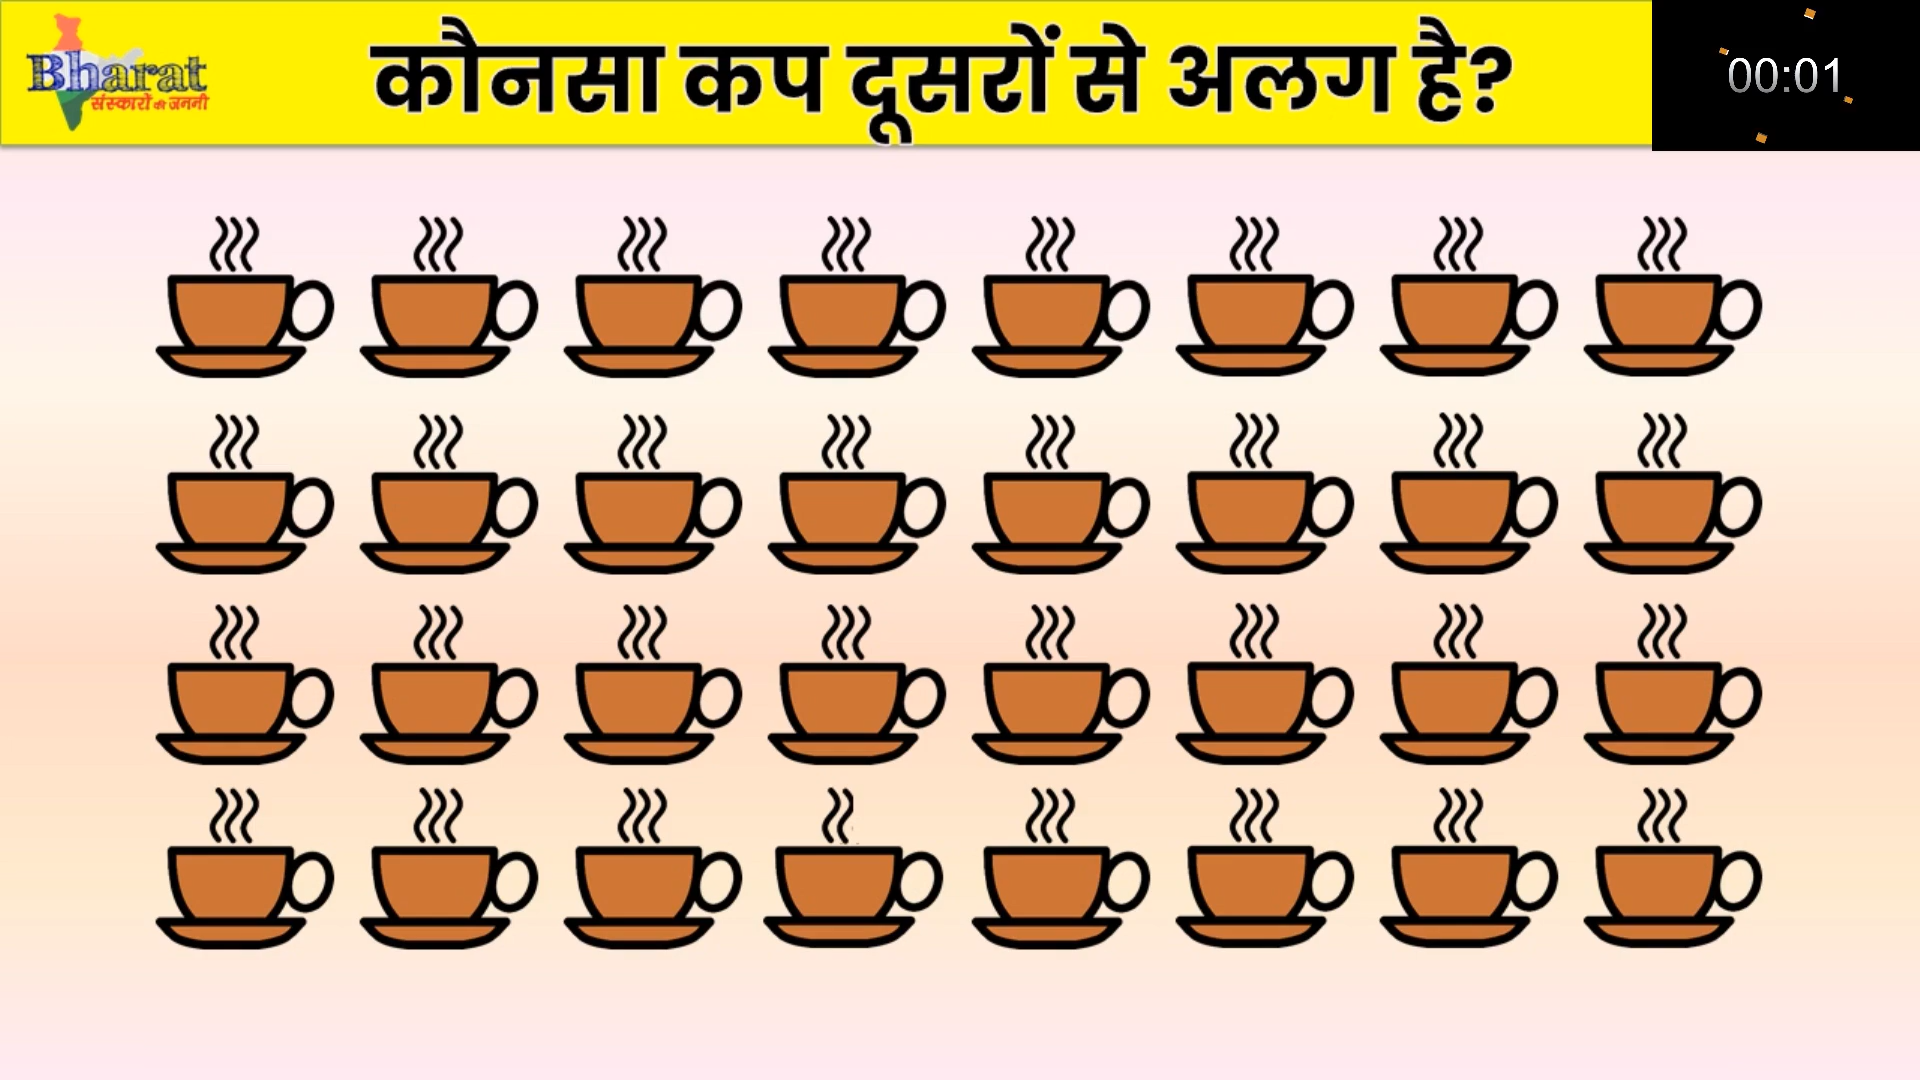 Bharat
संस्कारों की जननी
कौनसा कप दूसरों से अलग है?
00:01